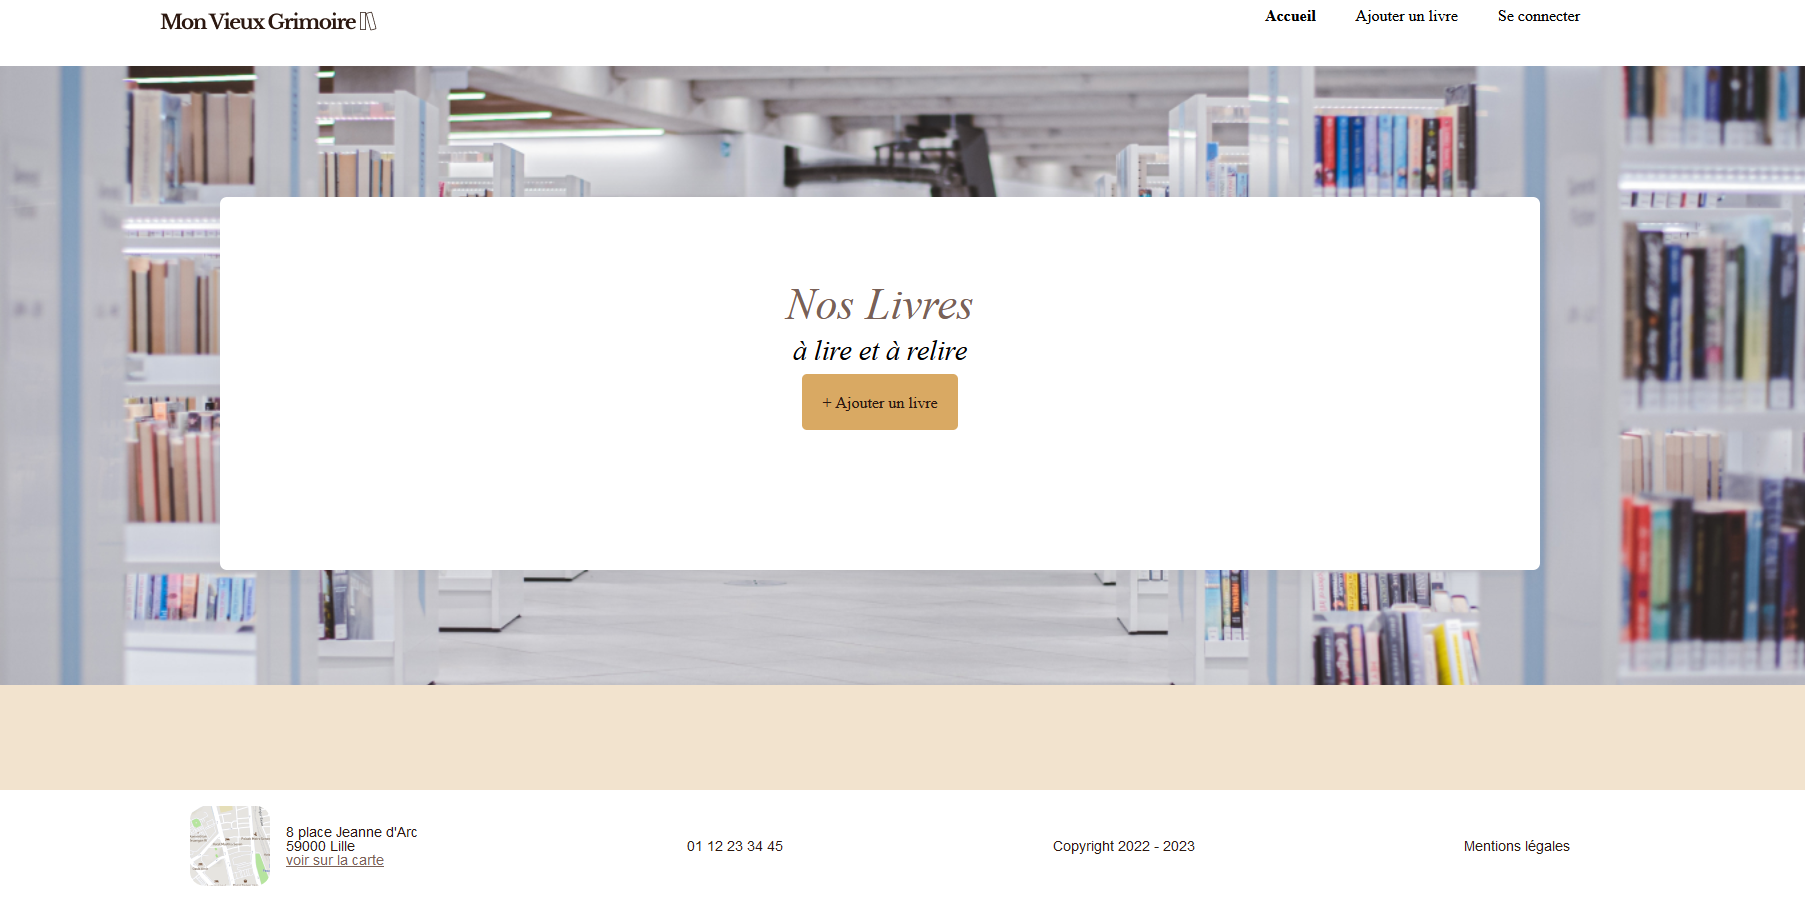 Mon Vieux Grimoire
Accueil
Ajouter un livre
Se connecter
Nos Livres
à lire et à relire
+ Ajouter un livre
8 place Jeanne d'Arc
59000 Lille
voir sur la carte
01 12 23 34 45
Copyright 2022 - 2023
Mentions légales